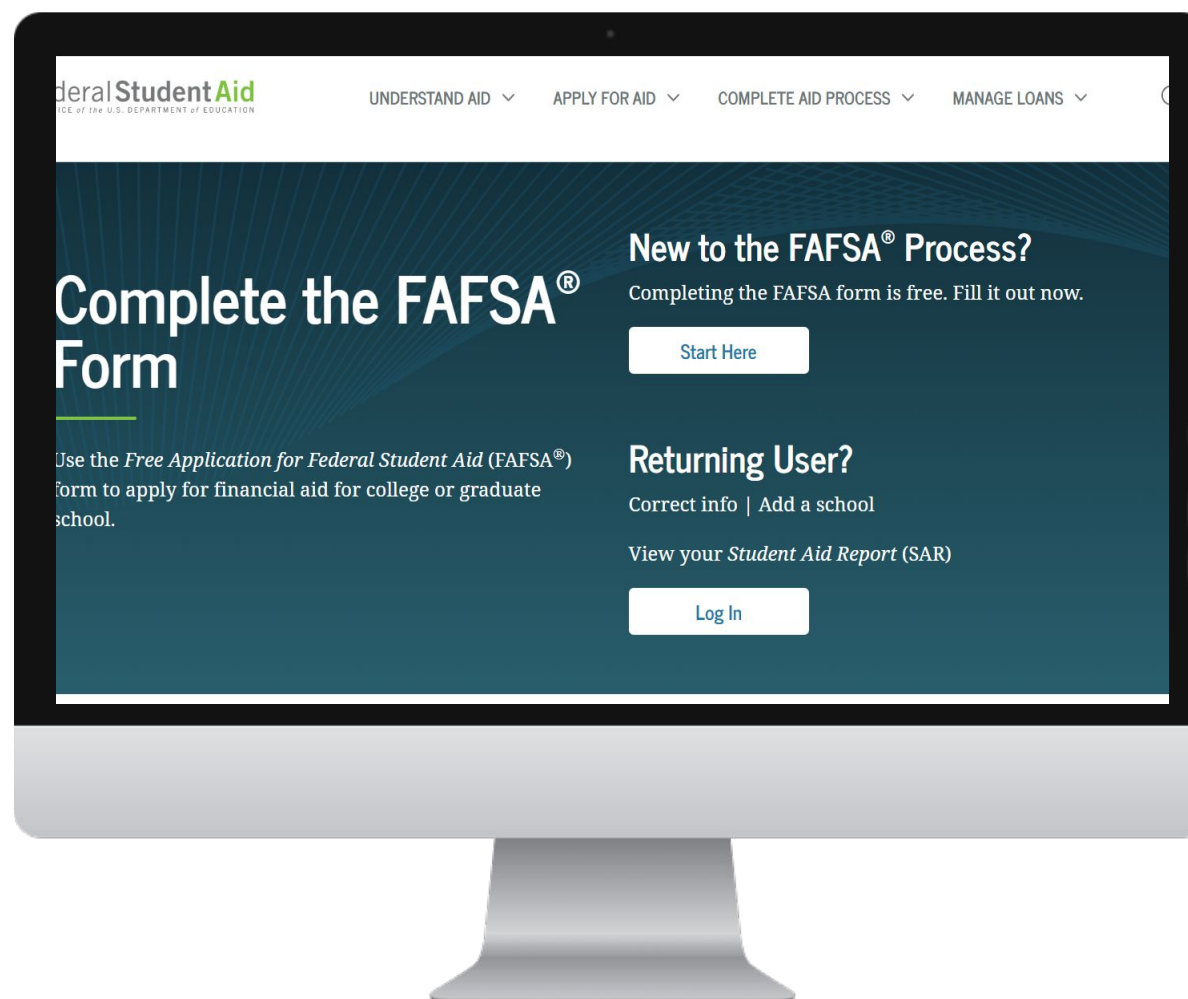 deral Student Aid
ICE of the U.S. DEPARTMENT of EDUCATION
UNDERSTAND AID
APPLY FOR AID
COMPLETE AID PROCESS
MANAGE LOANS
Complete the FAFSA®
Form
Use the Free Application for Federal Student Aid (FAFSA®)
form to apply for financial aid for college or graduate
school.
New to the FAFSA® Process?
Completing the FAFSA form is free. Fill it out now.
Start Here
Returning User?
Correct info | Add a school
View your Student Aid Report (SAR)
Log In